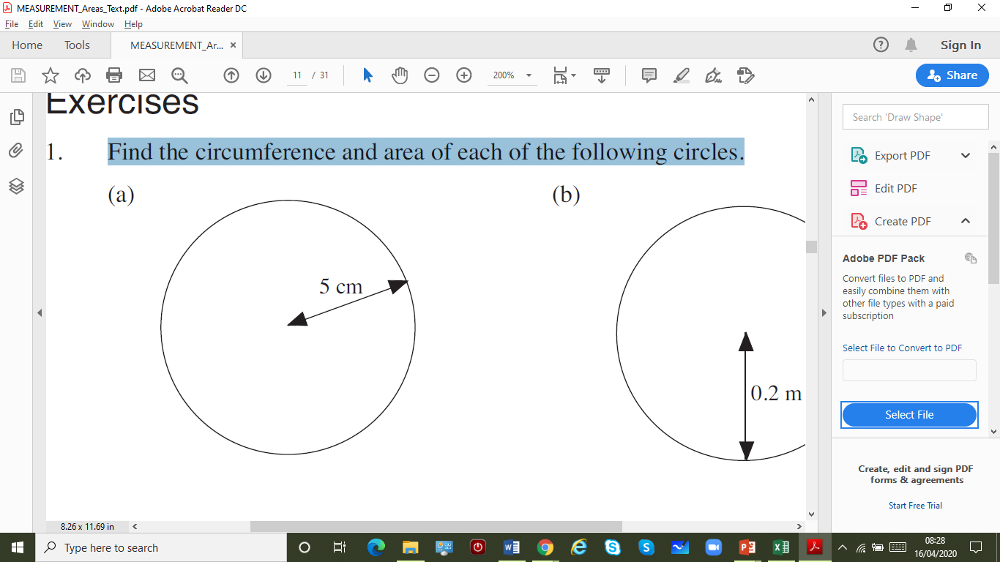 MEASUREMENT_Areas_Text.pdf - Adobe Acrobat Reader DC
File Edit View Window Help
Home Tools MEASUREMENT_Ar... × Sign In
11 / 31 200% Share
Exercises
1. Find the circumference and area of each of the following circles.
(a) (b)
5 cm
0.2 m
8.26 x 11.69 in
Search 'Draw Shape'
Export PDF
Edit PDF
Create PDF
Adobe PDF Pack
Convert files to PDF and
easily combine them with
other file types with a paid
subscription
Select File to Convert to PDF
Select File
Create, edit and sign PDF
forms & agreements
Start Free Trial
Type here to search
08:28
16/04/2020